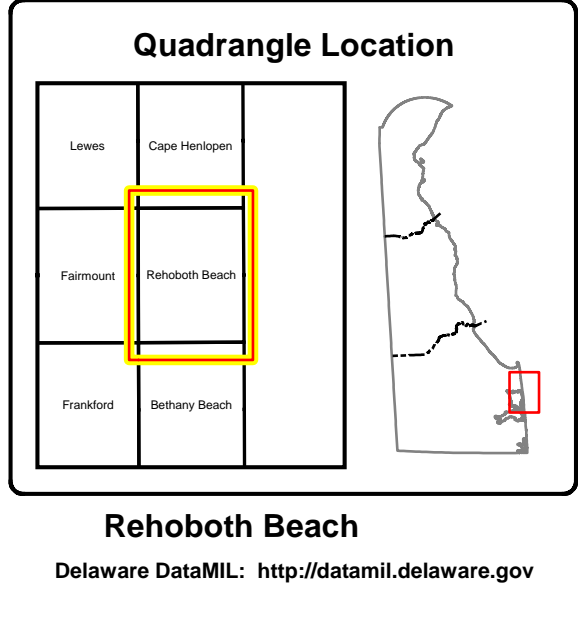 Quadrangle Location
Lewes
Cape Henlopen
Fairmount
Rehoboth Beach
Frankford
Bethany Beach
Rehoboth Beach
Delaware DataMIL: http://datamil.delaware.gov